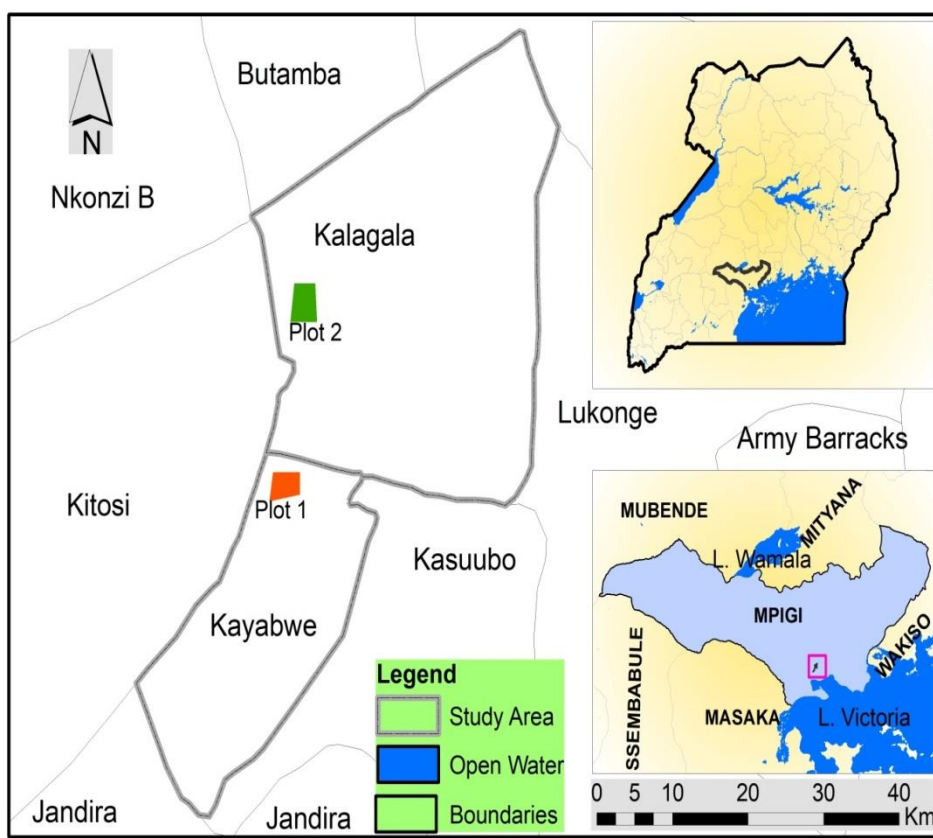 Butamba
N
Nkonzi B
Kalagala
Plot 2
Lukonge
Army Barracks
Kitosi
Plot 1
Kasuubo
Kayabwe
Jandira
Jandira
Legend
Study Area
Open Water
Boundaries
MUBENDE
MITYANA
L. Wamala
MPIGI
WAKISO
SSEMBABULE
MASAKA
L. Victoria
0 5 10 20 30 40
Km